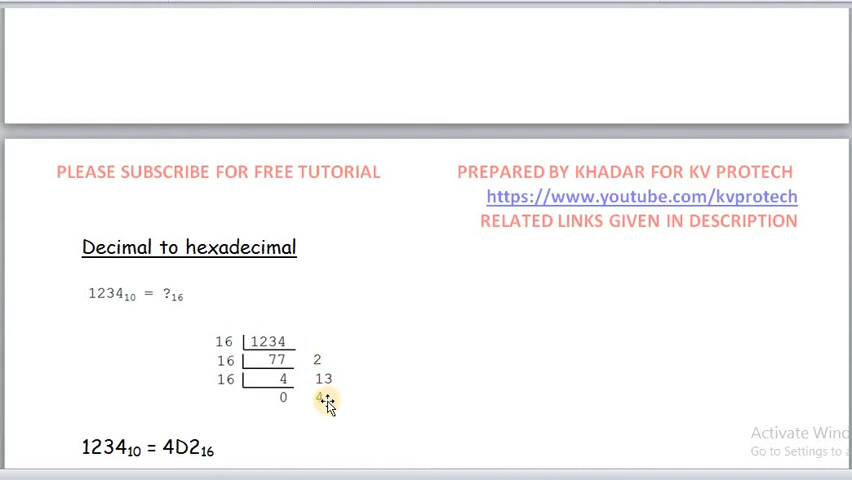 PLEASE SUBSCRIBE FOR FREE TUTORIAL PREPARED BY KHADAR FOR KV PROTECH
https://www.youtube.com/kvprotech
RELATED LINKS GIVEN IN DESCRIPTION
Decimal to hexadecimal
1234₁₀ = ?₁₆
16 1234
16 77 2
16 4 13
0 4
1234₁₀ = 4D2₁₆
Activate Wind
Go to Settings to a